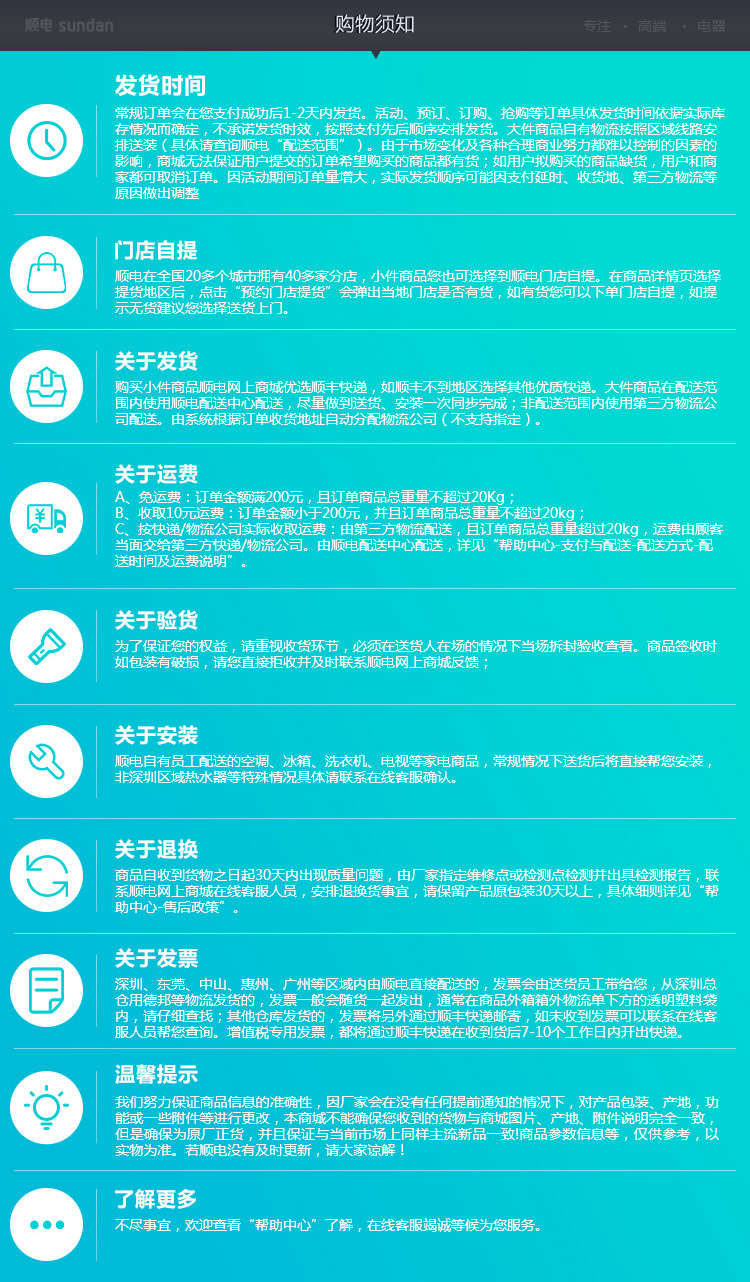 顺电 sundan
购物须知
专注 · 高端 · 电器
发货时间
常规订单会在您支付成功后1-2天内发货。活动、预订、订购、抢购等订单具体发货时间依据实际库
存情况而确定，不承诺发货时效，按照支付先后顺序安排发货。大件商品自有物流按照区域线路安
排送装（具体请查询顺电“配送范围”）。由于市场变化及各种合理商业努力都难以控制的因素的
影响，商城无法保证用户提交的订单希望购买的商品都有货；如用户拟购买的商品缺货，用户和商
家都可取消订单。因活动期间订单量增大，实际发货顺序可能因支付延时、收货地、第三方物流等
原因做出调整
门店自提
顺电在全国20多个城市拥有40多家分店，小件商品您也可选择到顺电门店自提。在商品详情页选择
提货地区后，点击“预约门店提货”会弹出当地门店是否有货，如有货您可以下单门店自提，如提
示无货建议您选择送货上门。
关于发货
购买小件商品顺电网上商城优选顺丰快递，如顺丰不到地区选择其他优质快递。大件商品在配送范
围内使用顺电配送中心配送，尽量做到送货、安装一次同步完成；非配送范围内使用第三方物流公
司配送。由系统根据订单收货地址自动分配物流公司（不支持指定）。
关于运费
A、免运费：订单金额满200元，且订单商品总重量不超过20Kg；
B、收取10元运费：订单金额小于200元，并且订单商品总重量不超过20kg；
C、按快递/物流公司实际收取运费：由第三方物流配送，且订单商品总重量超过20kg，运费由顾客
当面交给第三方快递/物流公司。由顺电配送中心配送，详见“帮助中心-支付与配送-配送方式-配
送时间及运费说明”。
关于验货
为了保证您的权益，请重视收货环节，必须在送货人在场的情况下当场拆封验收查看。商品签收时
如包装有破损，请您直接拒收并及时联系顺电网上商城反馈；
关于安装
顺电自有员工配送的空调、冰箱、洗衣机、电视等家电商品，常规情况下送货后将直接帮您安装，
非深圳区域热水器等特殊情况具体请联系在线客服确认。
关于退换
商品自收到货物之日起30天内出现质量问题，由厂家指定维修点或检测点检测并出具检测报告，联
系顺电网上商城在线客服人员，安排退换货事宜，请保留产品原包装30天以上，具体细则详见“帮
助中心-售后政策”。
关于发票
深圳、东莞、中山、惠州、广州等区域内由顺电直接配送的，发票会由送货员工带给您，从深圳总
仓用德邦等物流发货的，发票一般会随货一起发出，通常在商品外箱箱外物流单下方的透明塑料袋
内，请仔细查找；其他仓库发货的，发票将另外通过顺丰快递邮寄，如未收到发票可以联系在线客
服人员帮您查询。增值税专用发票，都将通过顺丰快递在收到货后7-10个工作日内开出快递。
温馨提示
我们努力保证商品信息的准确性，因厂家会在没有任何提前通知的情况下，对产品包装、产地，功
能或一些附件等进行更改，本商城不能确保您收到的货物与商城图片、产地、附件说明完全一致，
但是确保为原厂正货，并且保证与当前市场上同样主流新品一致!商品参数信息等，仅供参考，以
实物为准。若顺电没有及时更新，请大家谅解！
了解更多
不尽事宜，欢迎查看“帮助中心”了解，在线客服竭诚等候为您服务。